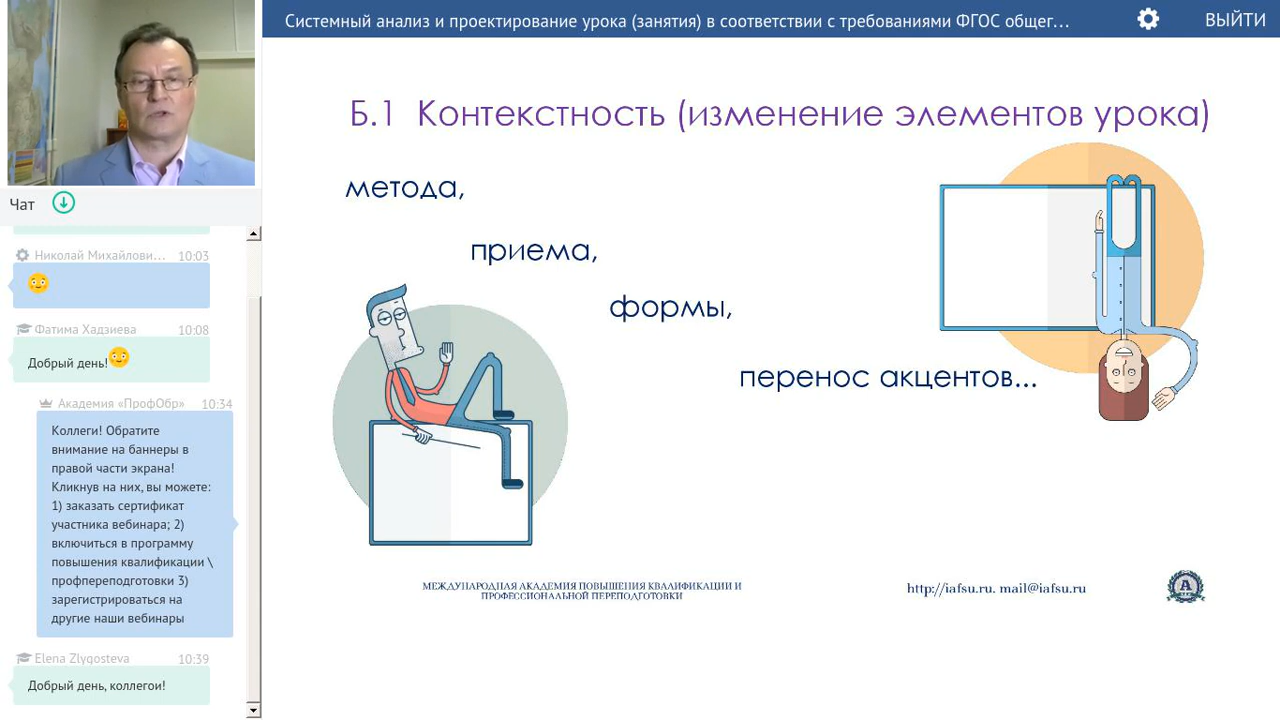 Системный анализ и проектирование урока (занятия) в соответствии с требованиями ФГОС общег...
ВЫЙТИ
Чат
Николай Михайлови... 10:03
Фатима Хадзиева 10:08
Добрый день!
Академия «ПрофОбр» 10:34
Коллеги! Обратите
внимание на баннеры в
правой части экрана!
Кликнув на них, вы можете:
1) заказать сертификат
участника вебинара; 2)
включиться в программу
повышения квалификации \
профпереподготовки 3)
зарегистрироваться на
другие наши вебинары
Elena Zlygosteva 10:39
Добрый день, коллегои!
Б.1 Контекстность (изменение элементов урока)
метода,
приема,
формы,
перенос акцентов...
МЕЖДУНАРОДНАЯ АКАДЕМИЯ ПОВЫШЕНИЯ КВАЛИФИКАЦИИ И
ПРОФЕССИОНАЛЬНОЙ ПЕРЕПОДГОТОВКИ
http://iafsu.ru. mail@iafsu.ru